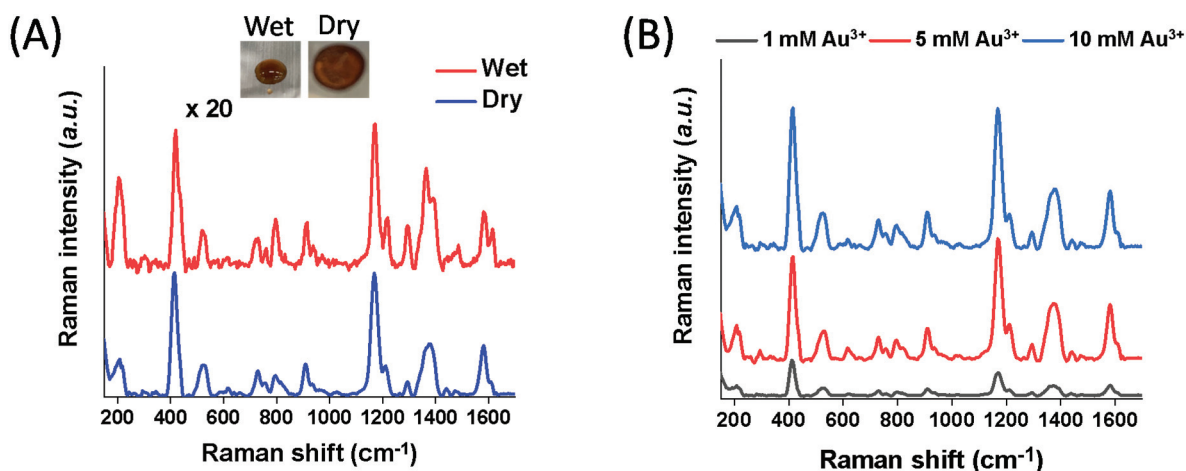 (A)
Wet Dry
x 20
Wet
Dry
Raman intensity (a.u.)
200 400 600 800 1000 1200 1400 1600
Raman shift (cm⁻¹)
(B)
1 mM Au³⁺ 5 mM Au³⁺ 10 mM Au³⁺
Raman intensity (a.u.)
200 400 600 800 1000 1200 1400 1600
Raman shift (cm⁻¹)